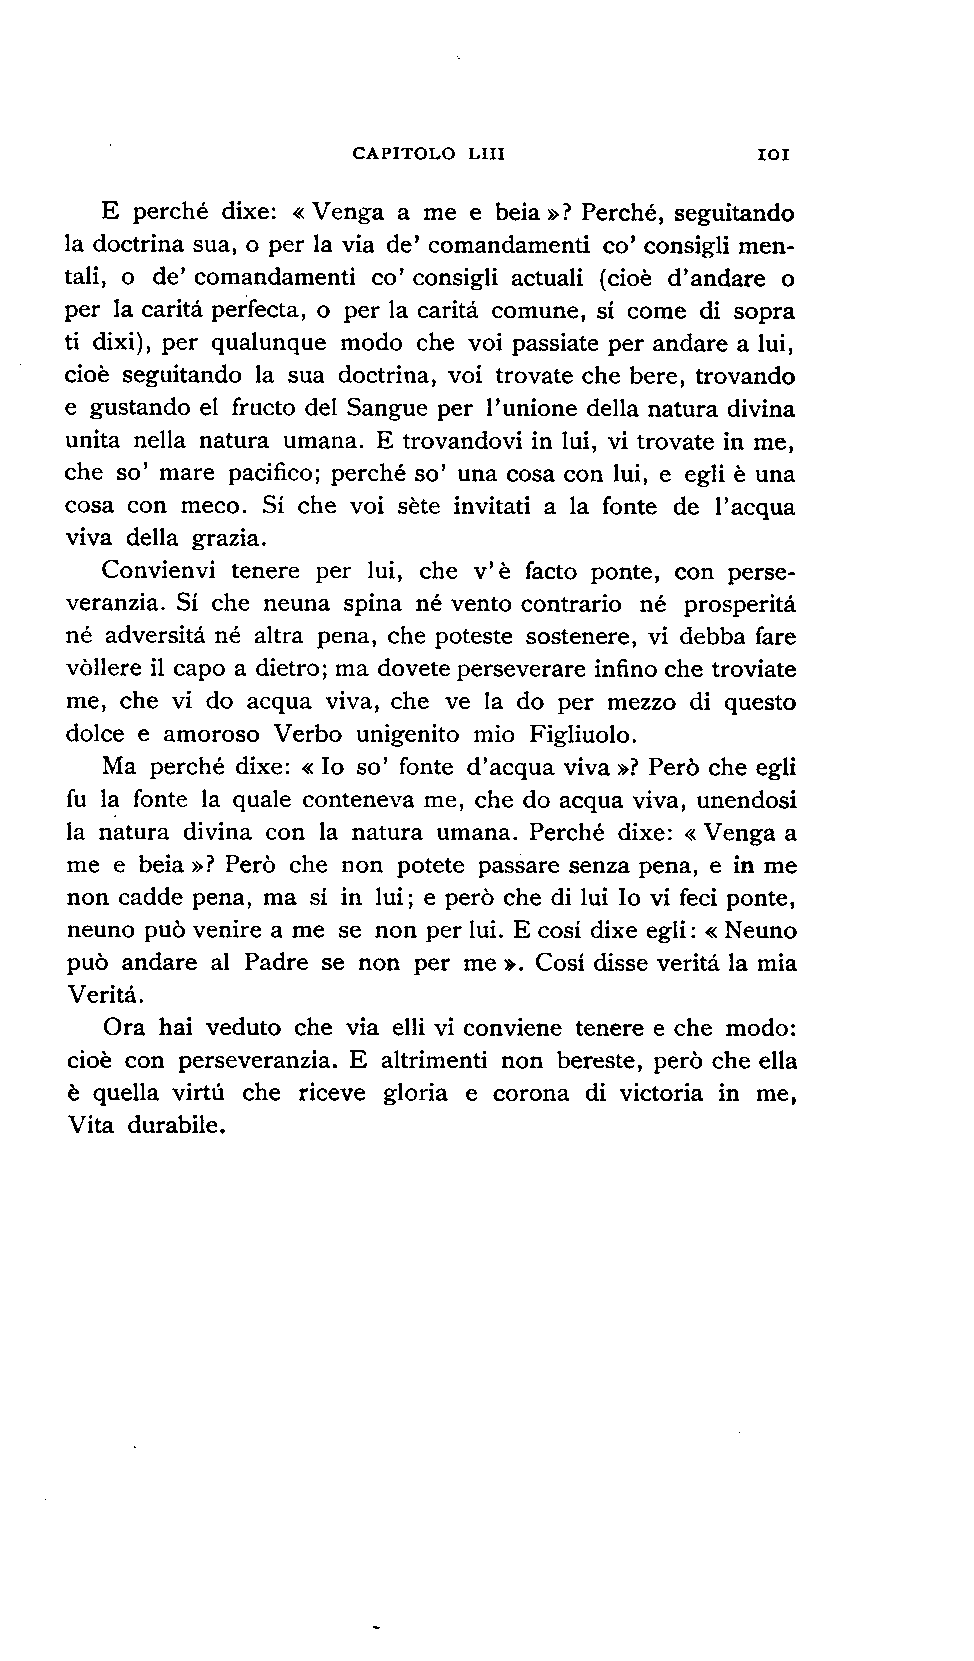 CAPITOLO LIII 101
E perché dixe: « Venga a me e beia »? Perché, seguitando
la doctrina sua, o per la via de' comandamenti co' consigli men-
tali, o de' comandamenti co' consigli actuali (cioè d'andare o
per la caritá perfecta, o per la caritá comune, sí come di sopra
ti dixi), per qualunque modo che voi passiate per andare a lui,
cioè seguitando la sua doctrina, voi trovate che bere, trovando
e gustando el fructo del Sangue per l'unione della natura divina
unita nella natura umana. E trovandovi in lui, vi trovate in me,
che so' mare pacifico; perché so' una cosa con lui, e egli è una
cosa con meco. Sí che voi sète invitati a la fonte de l'acqua
viva della grazia.
Convienvi tenere per lui, che v'è facto ponte, con perse-
veranzia. Sí che neuna spina né vento contrario né prosperitá
né adversitá né altra pena, che poteste sostenere, vi debba fare
vòllere il capo a dietro; ma dovete perseverare infino che troviate
me, che vi do acqua viva, che ve la do per mezzo di questo
dolce e amoroso Verbo unigenito mio Figliuolo.
Ma perché dixe: « Io so' fonte d'acqua viva »? Però che egli
fu la fonte la quale conteneva me, che do acqua viva, unendosi
la natura divina con la natura umana. Perché dixe: « Venga a
me e beia »? Però che non potete passare senza pena, e in me
non cadde pena, ma sí in lui; e però che di lui Io vi feci ponte,
neuno può venire a me se non per lui. E cosí dixe egli: « Neuno
può andare al Padre se non per me ». Cosí disse veritá la mia
Veritá.
Ora hai veduto che via elli vi conviene tenere e che modo:
cioè con perseveranzia. E altrimenti non bereste, però che ella
è quella virtú che riceve gloria e corona di victoria in me,
Vita durabile.